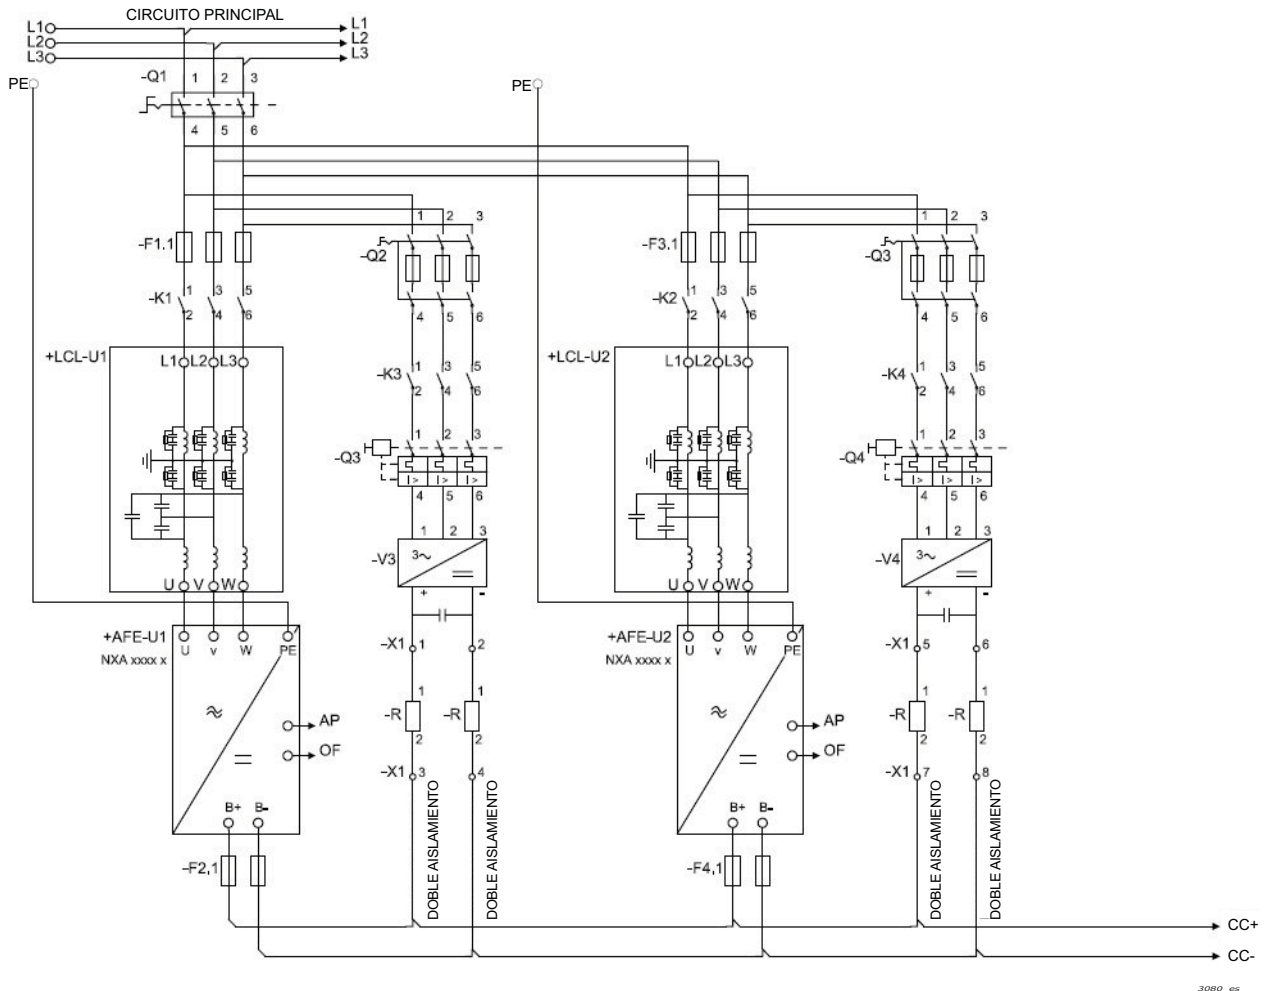 CIRCUITO PRINCIPAL
L1 L1
L2 L2
L3 L3
PE
-Q1 1 2 3
4 5 6
PE
1 2 3
1 2 3
-F1.1
-Q2
-F3.1
-Q3
-K1 1 3 5
2 4 6
4 5 6
-K2 1 3 5
2 4 6
4 5 6
+LCL-U1 L1 L2 L3
-K3 1 3 5
2 4 6
+LCL-U2 L1 L2 L3
-K4 1 3 5
2 4 6
-Q3 1 2 3
I> I> I>
4 5 6
-Q4 1 2 3
I> I> I>
4 5 6
1 2 3
-V3 3~
+ -
1 2 3
-V4 3~
+ -
U V W
U V W
+AFE-U1
NXA xxxx x
U v W PE
-X1 1 2
+AFE-U2
NXA xxxx x
U v W PE
-X1 5 6
AP
OF
-R 1 2
-R 1 2
AP
OF
-R 1 2
-R 1 2
-X1 3 4
-X1 7 8
B+ B-
B+ B-
-F2,1
-F4,1
DOBLE AISLAMIENTO
DOBLE AISLAMIENTO
DOBLE AISLAMIENTO
DOBLE AISLAMIENTO
CC+
CC-
3080_es